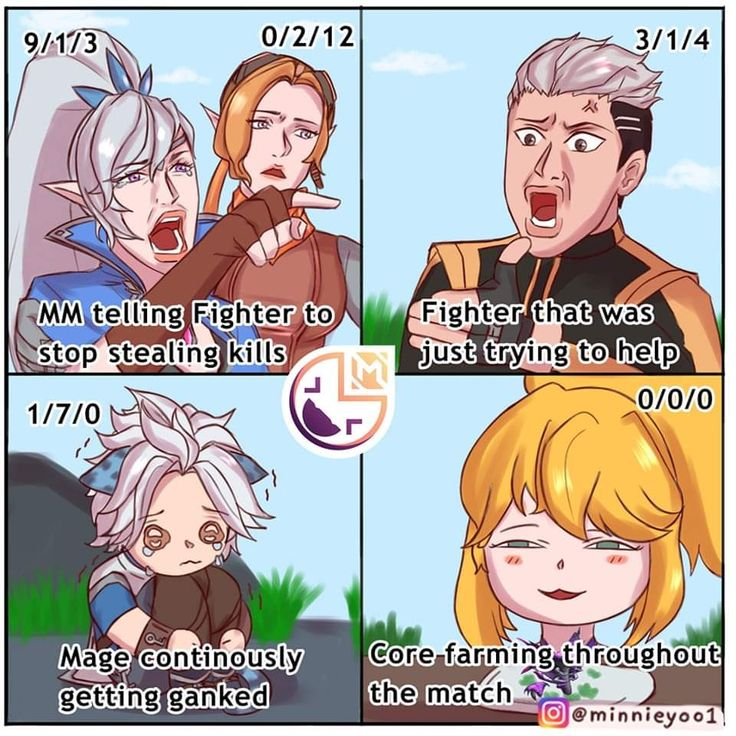 9/1/3
0/2/12
MM telling Fighter to
stop stealing kills
3/1/4
Fighter that was
just trying to help
M
1/7/0
Mage continously
getting ganked
0/0/0
Core farming throughout
the match
@minnieyoo1